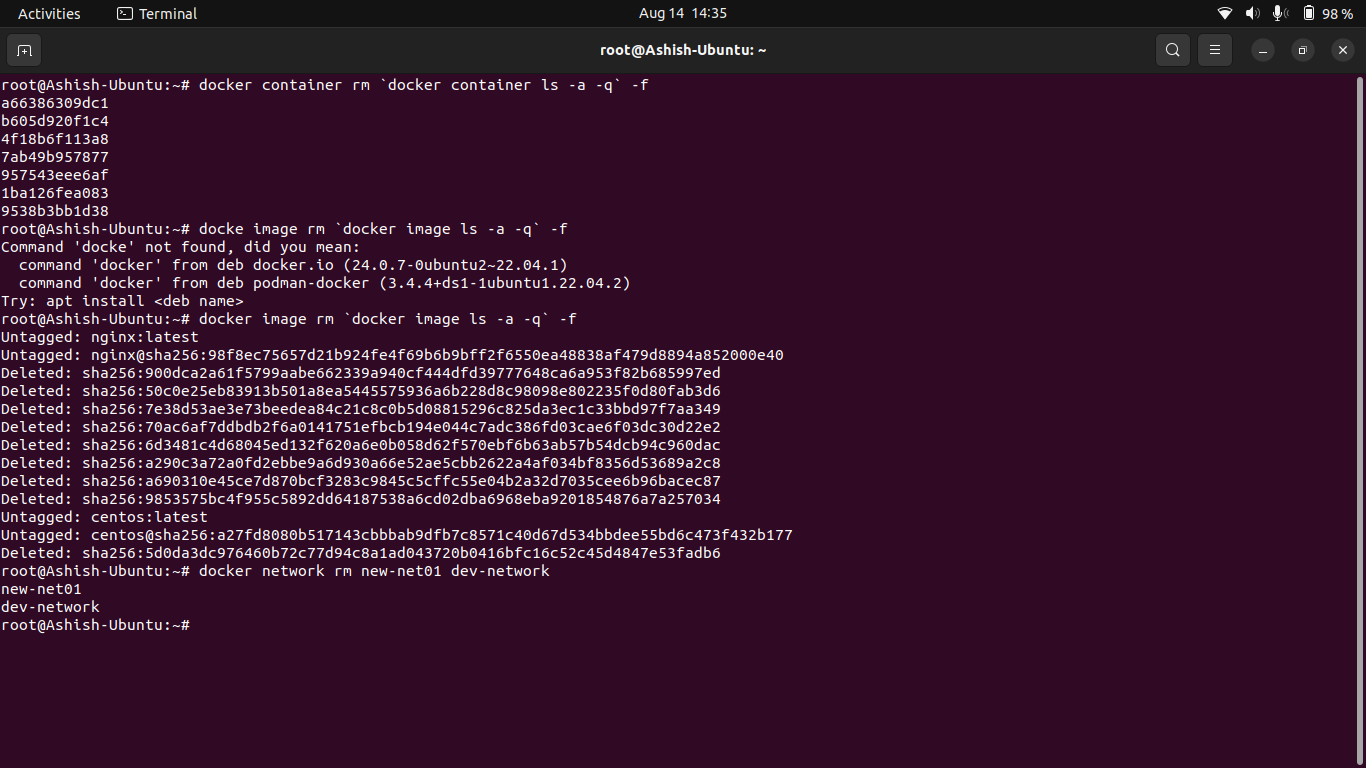 Activities
Terminal
Aug 14 14:35
98 %
root@Ashish-Ubuntu: ~
root@Ashish-Ubuntu:~# docker container rm `docker container ls -a -q` -f
a66386309dc1
b605d920f1c4
4f18b6f113a8
7ab49b957877
957543eee6af
1ba126fea083
9538b3bb1d38
root@Ashish-Ubuntu:~# docke image rm `docker image ls -a -q` -f
Command 'docke' not found, did you mean:
  command 'docker' from deb docker.io (24.0.7-0ubuntu2~22.04.1)
  command 'docker' from deb podman-docker (3.4.4+ds1-1ubuntu1.22.04.2)
Try: apt install <deb name>
root@Ashish-Ubuntu:~# docker image rm `docker image ls -a -q` -f
Untagged: nginx:latest
Untagged: nginx@sha256:98f8ec75657d21b924fe4f69b6b9bff2f6550ea48838af479d8894a852000e40
Deleted: sha256:900dca2a61f5799aabe662339a940cf444dfd39777648ca6a953f82b685997ed
Deleted: sha256:50c0e25eb83913b501a8ea5445575936a6b228d8c98098e802235f0d80fab3d6
Deleted: sha256:7e38d53ae3e73beedea84c21c8c0b5d08815296c825da3ec1c33bbd97f7aa349
Deleted: sha256:70ac6af7ddbdb2f6a0141751efbcb194e044c7adc386fd03cae6f03dc30d22e2
Deleted: sha256:6d3481c4d68045ed132f620a6e0b058d62f570ebf6b63ab57b54dcb94c960dac
Deleted: sha256:a290c3a72a0fd2ebbe9a6d930a66e52ae5cbb2622a4af034bf8356d53689a2c8
Deleted: sha256:a690310e45ce7d870bcf3283c9845c5cffc55e04b2a32d7035cee6b96bacec87
Deleted: sha256:9853575bc4f955c5892dd64187538a6cd02dba6968eba9201854876a7a257034
Untagged: centos:latest
Untagged: centos@sha256:a27fd8080b517143cbbbab9dfb7c8571c40d67d534bbdee55bd6c473f432b177
Deleted: sha256:5d0da3dc976460b72c77d94c8a1ad043720b0416bfc16c52c45d4847e53fadb6
root@Ashish-Ubuntu:~# docker network rm new-net01 dev-network
new-net01
dev-network
root@Ashish-Ubuntu:~#